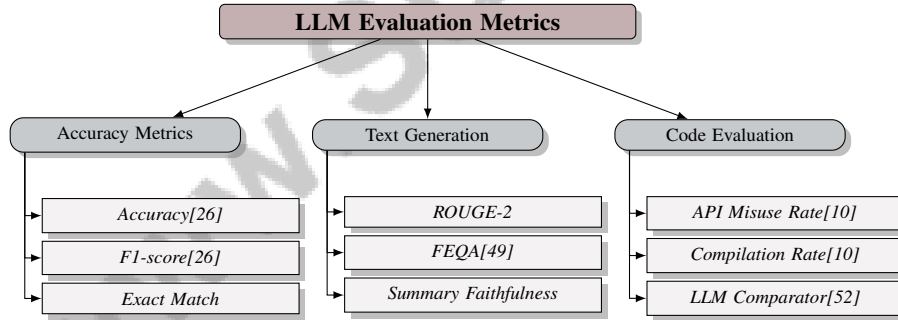 LLM Evaluation Metrics
Accuracy Metrics
Text Generation
Code Evaluation
Accuracy[26]
ROUGE-2
API Misuse Rate[10]
F1-score[26]
FEQA[49]
Compilation Rate[10]
Exact Match
Summary Faithfulness
LLM Comparator[52]